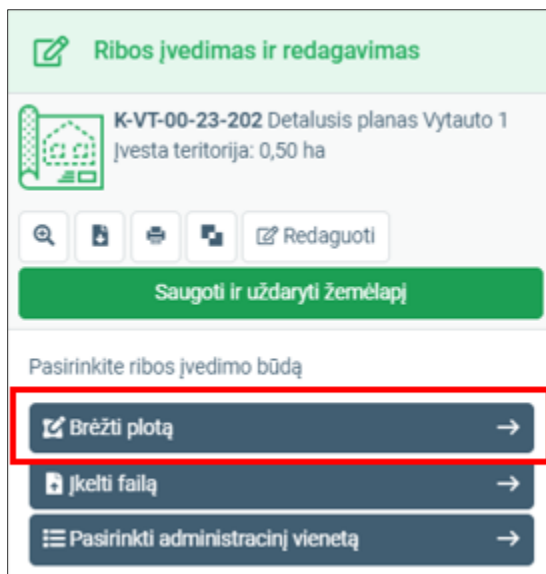 Ribos įvedimas ir redagavimas
K-VT-00-23-202 Detalusis planas Vytauto 1
Įvesta teritorija: 0,50 ha
Redaguoti
Saugoti ir uždaryti žemėlapį
Pasirinkite ribos įvedimo būdą
Brėžti plotą
Įkelti failą
Pasirinkti administracinį vienetą